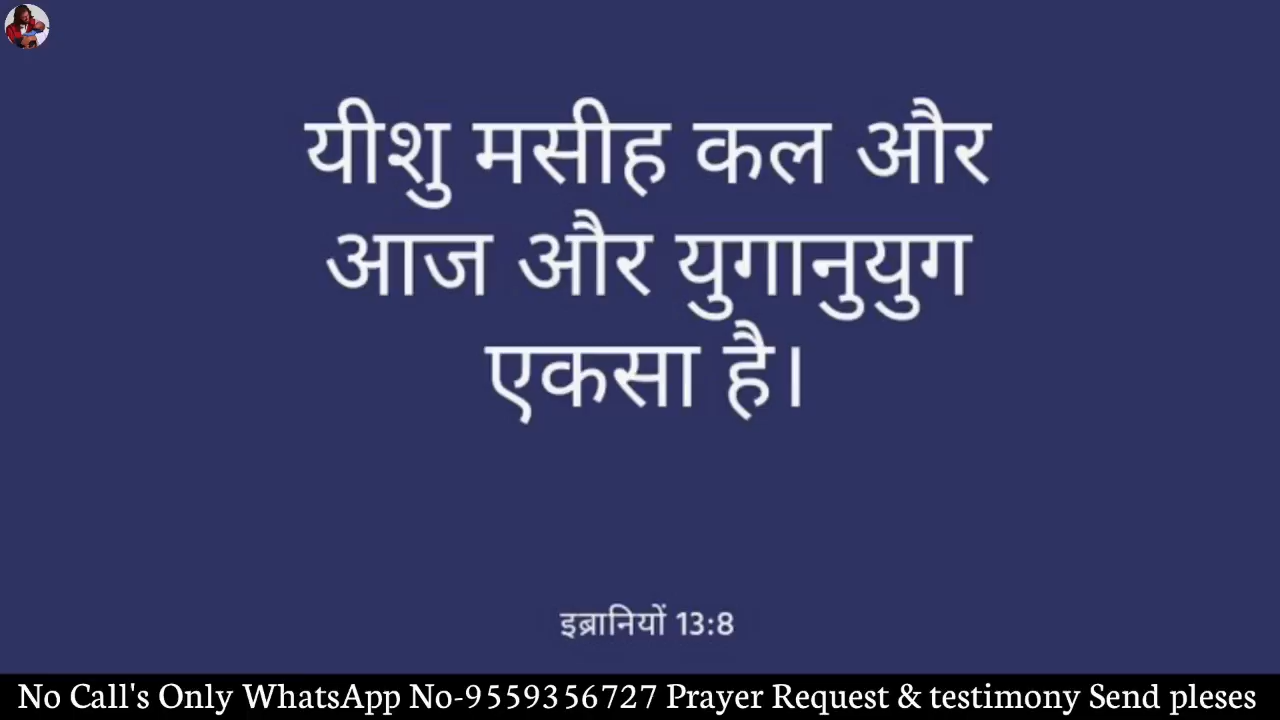 यीशु मसीह कल और
आज और युगानुयुग
एकसा है।
इब्रानियों 13:8
No Call's Only WhatsApp No-9559356727 Prayer Request & testimony Send pleses